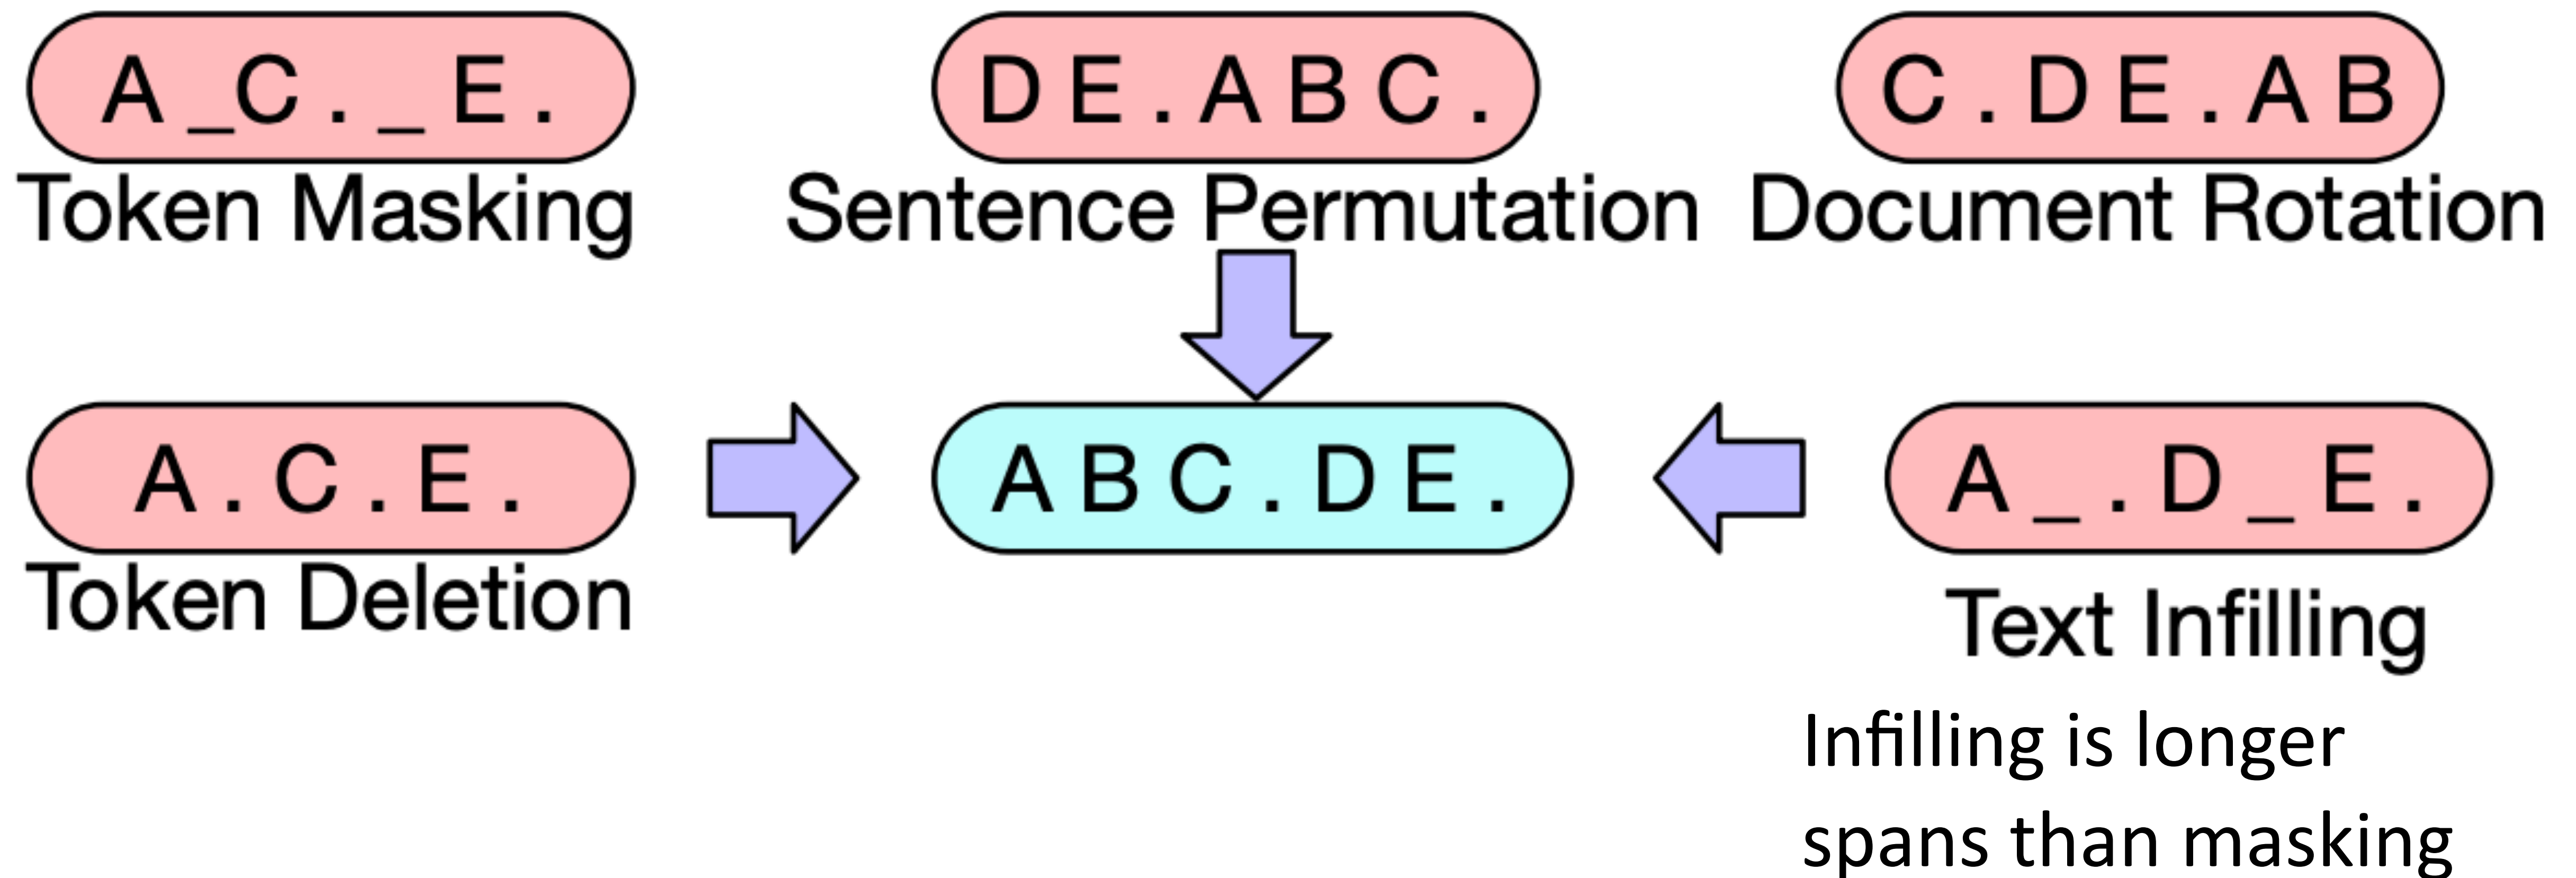 A _C . _ E .
Token Masking
D E . A B C .
Sentence Permutation
C . D E . A B
Document Rotation
A . C . E .
Token Deletion
A B C . D E .
A _ . D _ E .
Text Infilling
Infilling is longer
spans than masking